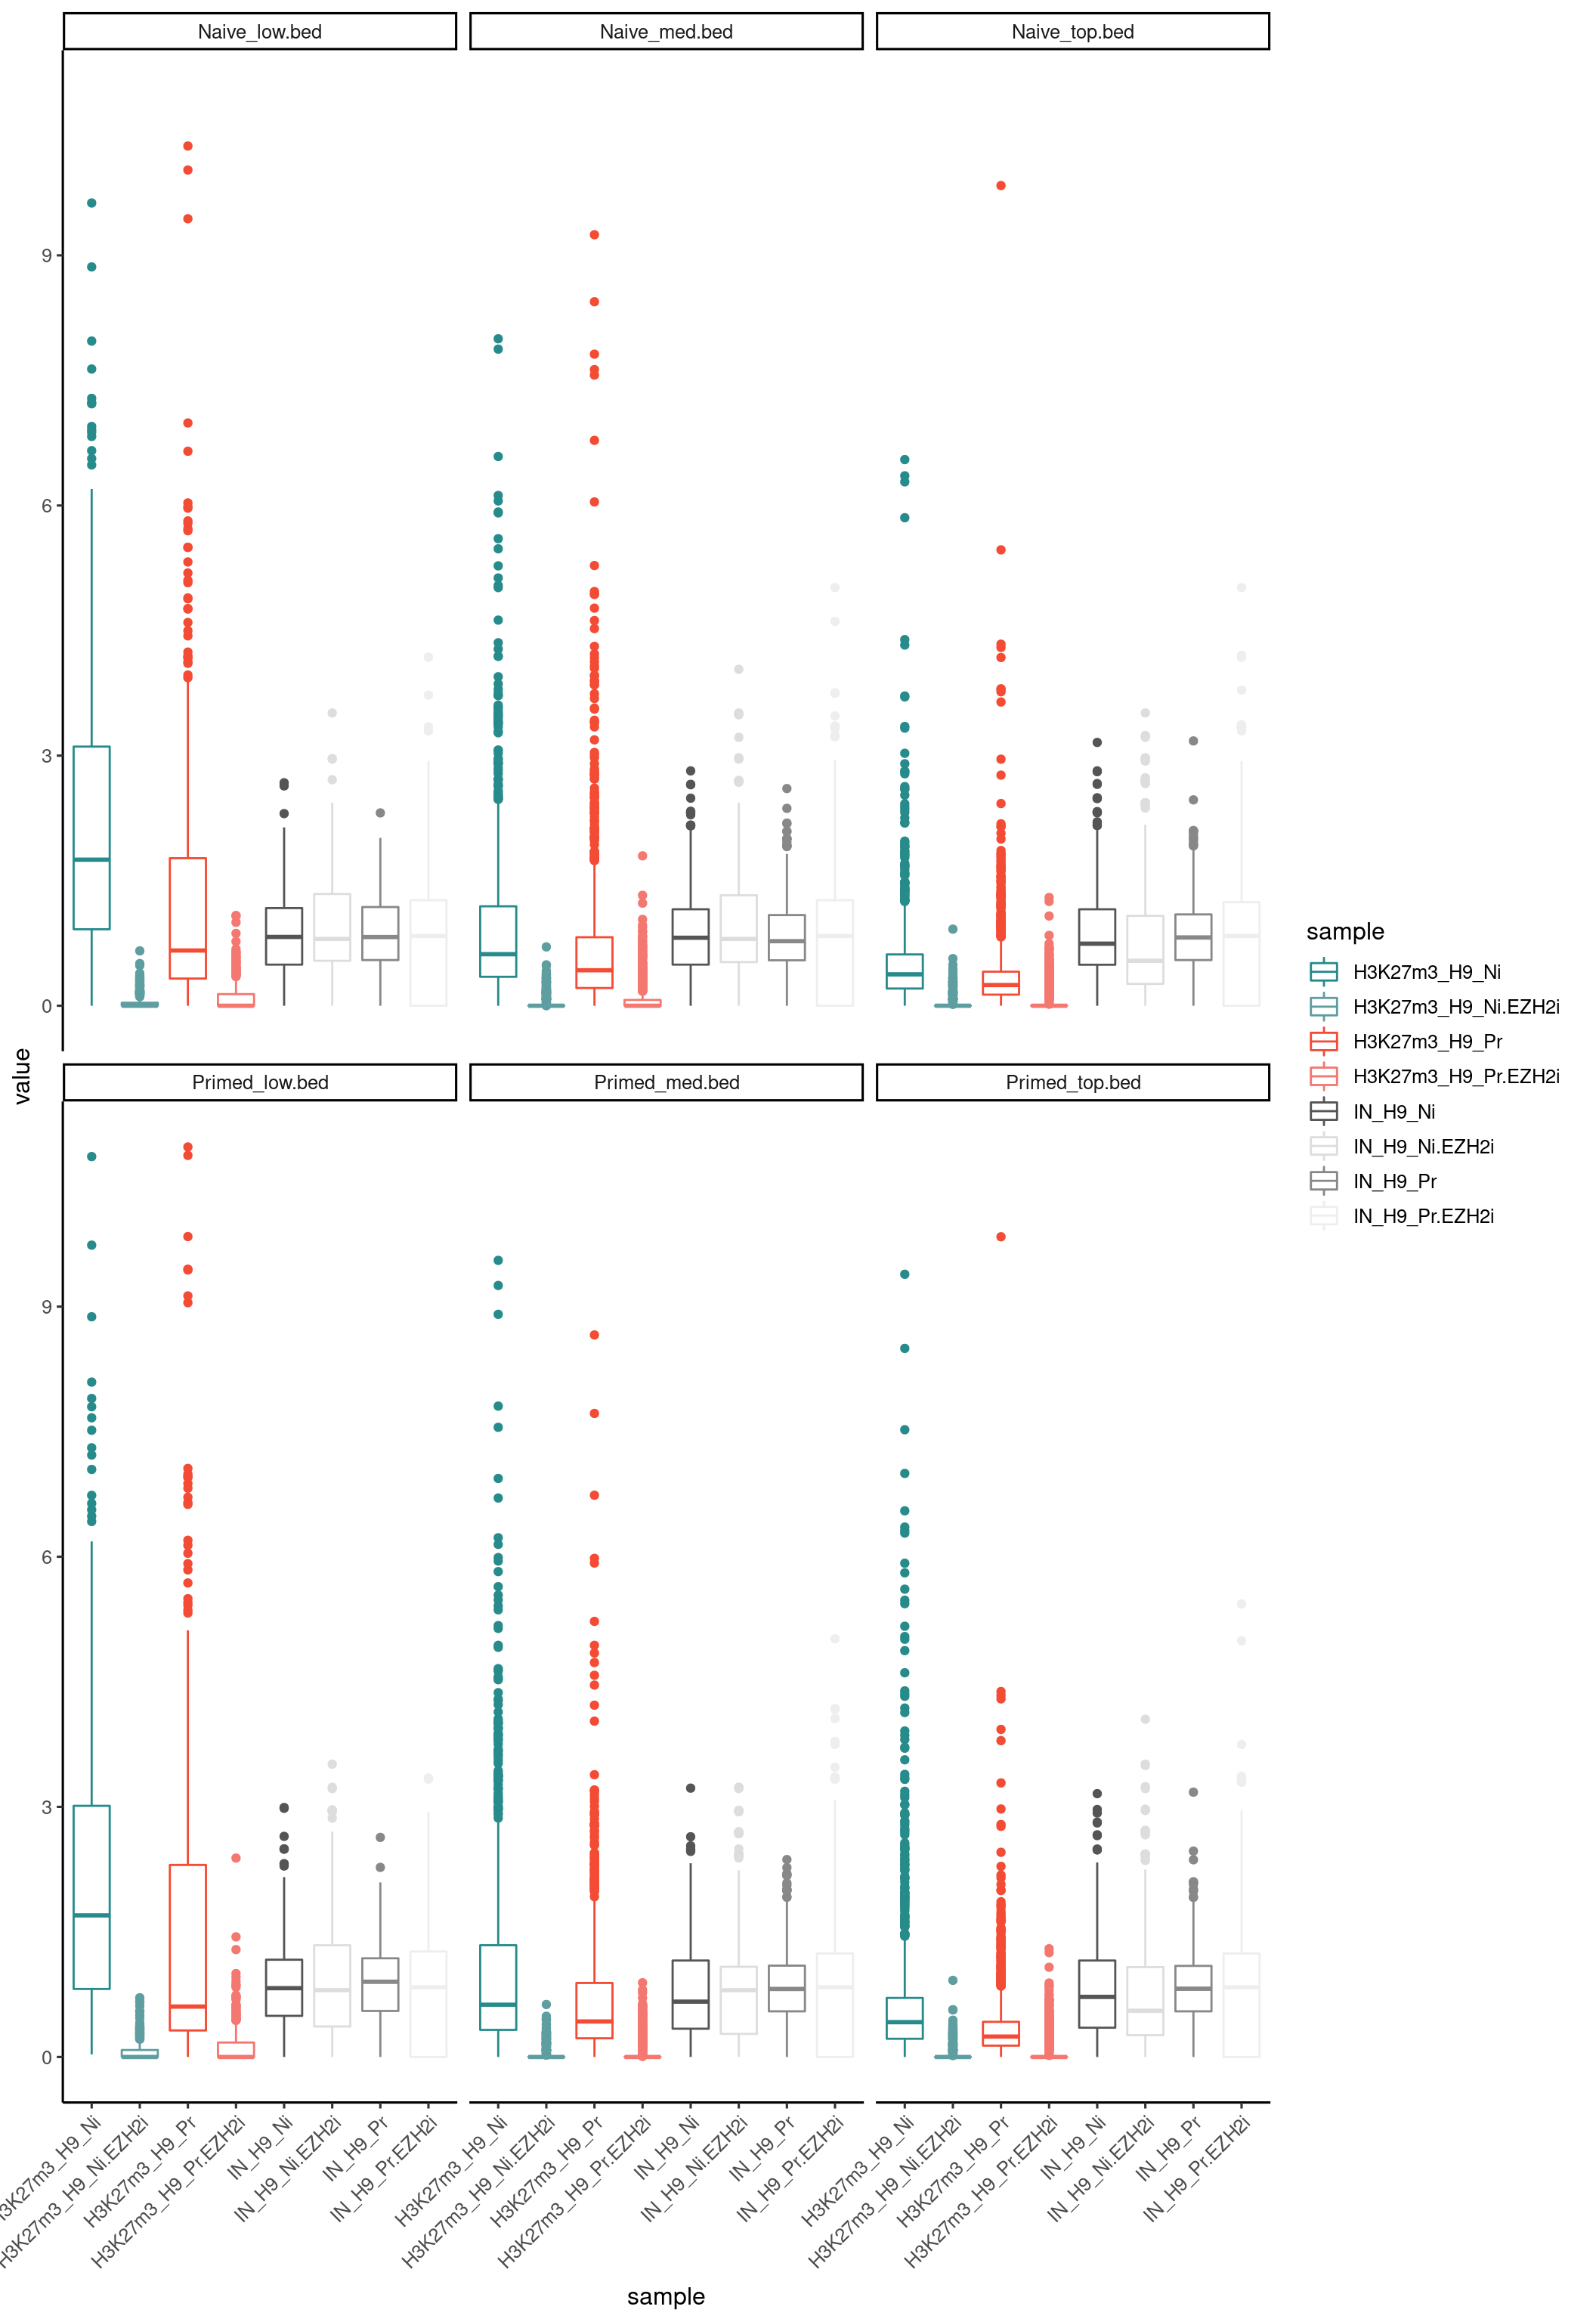 Naive_low.bed
Naive_med.bed
Naive_top.bed
9
6
3
0
value
Primed_low.bed
Primed_med.bed
Primed_top.bed
9
6
3
0
3K27m3_H9_Ni
H3K27m3_H9_Ni.EZH2i
H3K27m3_H9_Pr
H3K27m3_H9_Pr.EZH2i
IN_H9_Ni
IN_H9_Ni.EZH2i
IN_H9_Pr
IN_H9_Pr.EZH2i
H3K27m3_H9_Ni
H3K27m3_H9_Ni.EZH2i
H3K27m3_H9_Pr
H3K27m3_H9_Pr.EZH2i
IN_H9_Ni
IN_H9_Ni.EZH2i
IN_H9_Pr
IN_H9_Pr.EZH2i
H3K27m3_H9_Ni
H3K27m3_H9_Ni.EZH2i
H3K27m3_H9_Pr
H3K27m3_H9_Pr.EZH2i
IN_H9_Ni
IN_H9_Ni.EZH2i
IN_H9_Pr
IN_H9_Pr.EZH2i
sample
sample
H3K27m3_H9_Ni
H3K27m3_H9_Ni.EZH2i
H3K27m3_H9_Pr
H3K27m3_H9_Pr.EZH2i
IN_H9_Ni
IN_H9_Ni.EZH2i
IN_H9_Pr
IN_H9_Pr.EZH2i